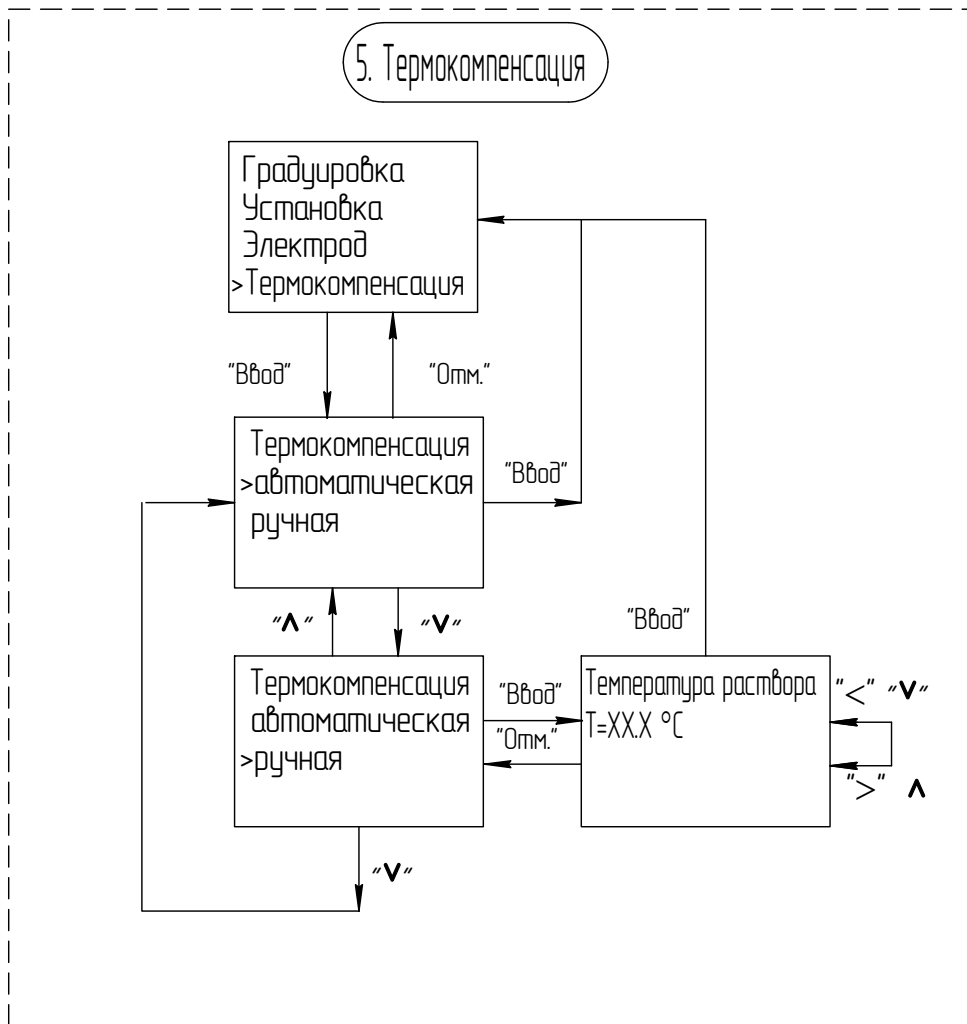 5. Термокомпенсация
Градуировка
Установка
Электрод
>Термокомпенсация
"Ввод"
"Отм."
Термокомпенсация
>автоматическая
ручная
"Ввод"
"∧"
"∨"
"Ввод"
Термокомпенсация
автоматическая
>ручная
"Ввод"
"Отм."
Температура раствора
T=XX.X °C
"<" "∨"
">" ∧
"∨"